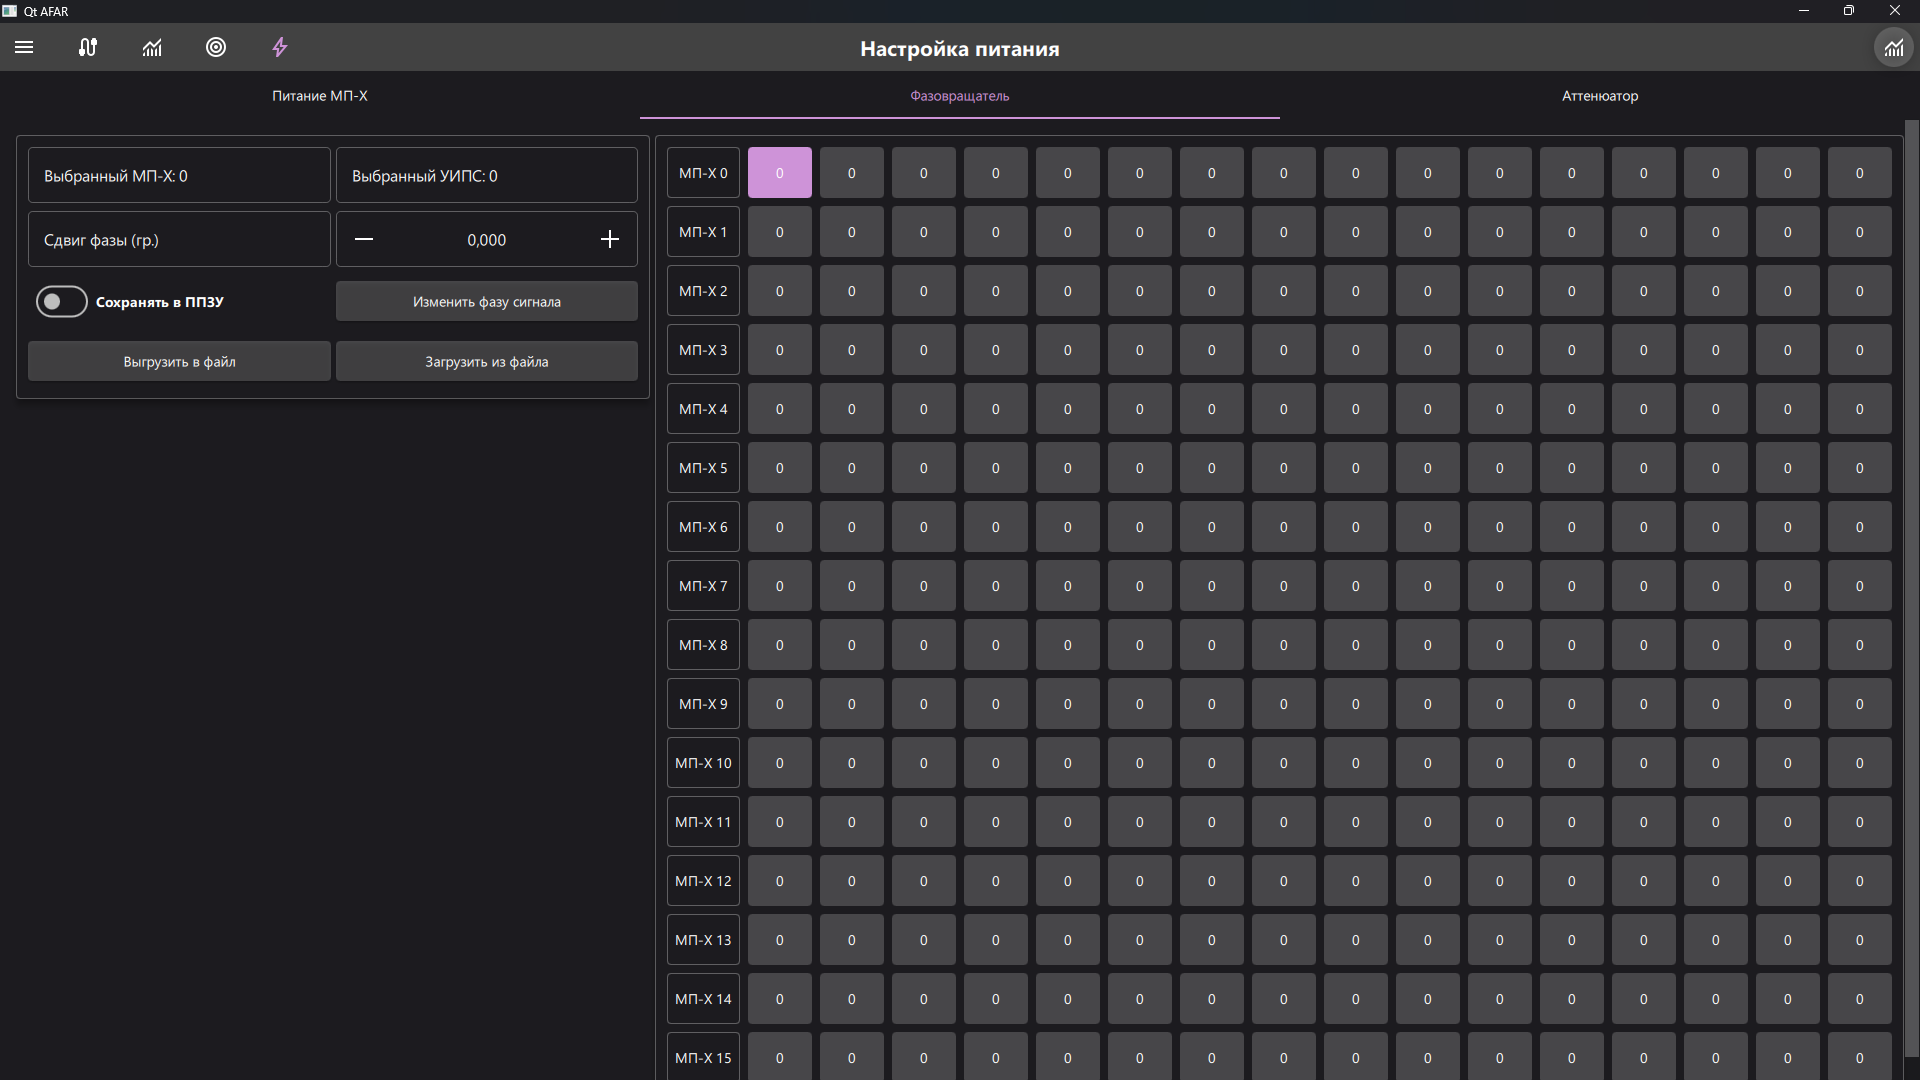 Qt AFAR
Настройка питания
Питание МП-Х Фазовращатель Аттенюатор
Выбранный МП-Х: 0 Выбранный УИПС: 0
Сдвиг фазы (гр.) 0,000
Сохранять в ППЗУ Изменить фазу сигнала
Выгрузить в файл Загрузить из файла
МП-Х 0 0 0 0 0 0 0 0 0 0 0 0 0 0 0 0 0
МП-Х 1 0 0 0 0 0 0 0 0 0 0 0 0 0 0 0 0
МП-Х 2 0 0 0 0 0 0 0 0 0 0 0 0 0 0 0 0
МП-Х 3 0 0 0 0 0 0 0 0 0 0 0 0 0 0 0 0
МП-Х 4 0 0 0 0 0 0 0 0 0 0 0 0 0 0 0 0
МП-Х 5 0 0 0 0 0 0 0 0 0 0 0 0 0 0 0 0
МП-Х 6 0 0 0 0 0 0 0 0 0 0 0 0 0 0 0 0
МП-Х 7 0 0 0 0 0 0 0 0 0 0 0 0 0 0 0 0
МП-Х 8 0 0 0 0 0 0 0 0 0 0 0 0 0 0 0 0
МП-Х 9 0 0 0 0 0 0 0 0 0 0 0 0 0 0 0 0
МП-Х 10 0 0 0 0 0 0 0 0 0 0 0 0 0 0 0 0
МП-Х 11 0 0 0 0 0 0 0 0 0 0 0 0 0 0 0 0
МП-Х 12 0 0 0 0 0 0 0 0 0 0 0 0 0 0 0 0
МП-Х 13 0 0 0 0 0 0 0 0 0 0 0 0 0 0 0 0
МП-Х 14 0 0 0 0 0 0 0 0 0 0 0 0 0 0 0 0
МП-Х 15 0 0 0 0 0 0 0 0 0 0 0 0 0 0 0 0